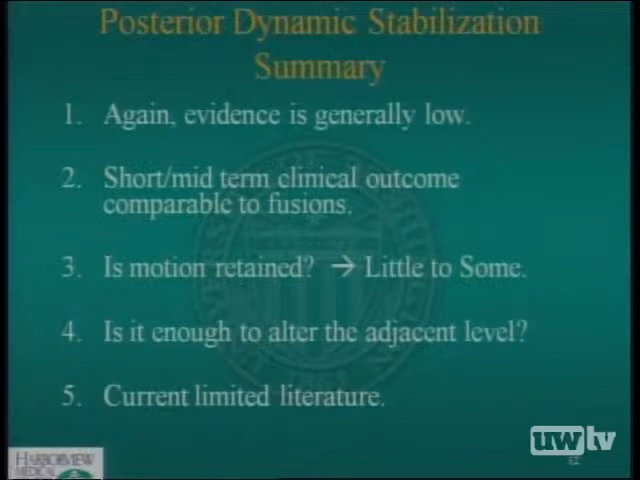 Posterior Dynamic Stabilization
Summary
1. Again, evidence is generally low.
2. Short/mid term clinical outcome
comparable to fusions.
3. Is motion retained? → Little to Some.
4. Is it enough to alter the adjacent level?
5. Current limited literature.
uwtv
HARBORVIEW
MEDICAL